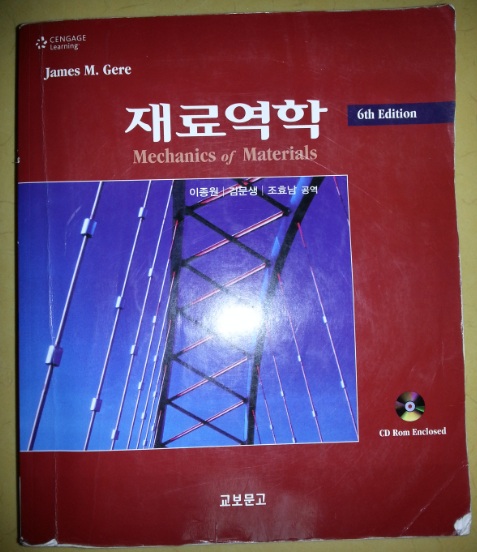 CENGAGE
Learning
James M. Gere
재료역학
6th Edition
Mechanics of Materials
이종원 | 김문생 | 조효남 공역
CD Rom Enclosed
교보문고